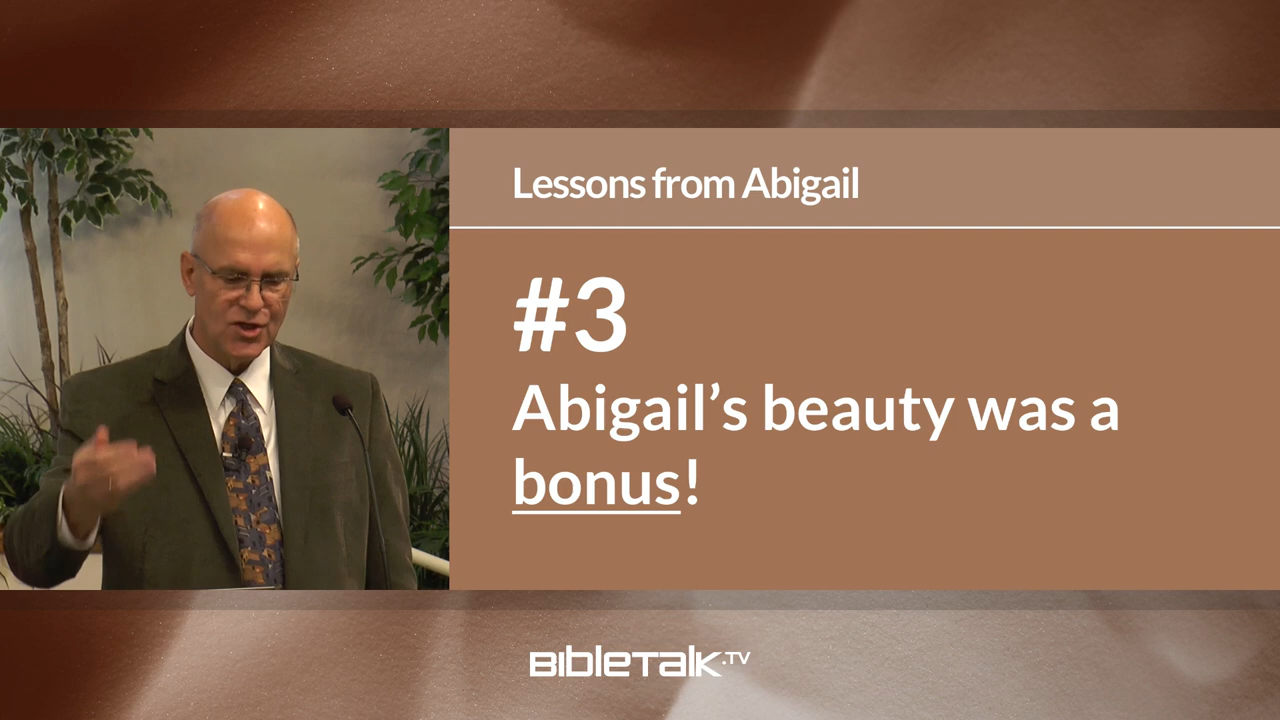 Lessons from Abigail
#3
Abigail’s beauty was a
bonus!
BibleTalk.TV